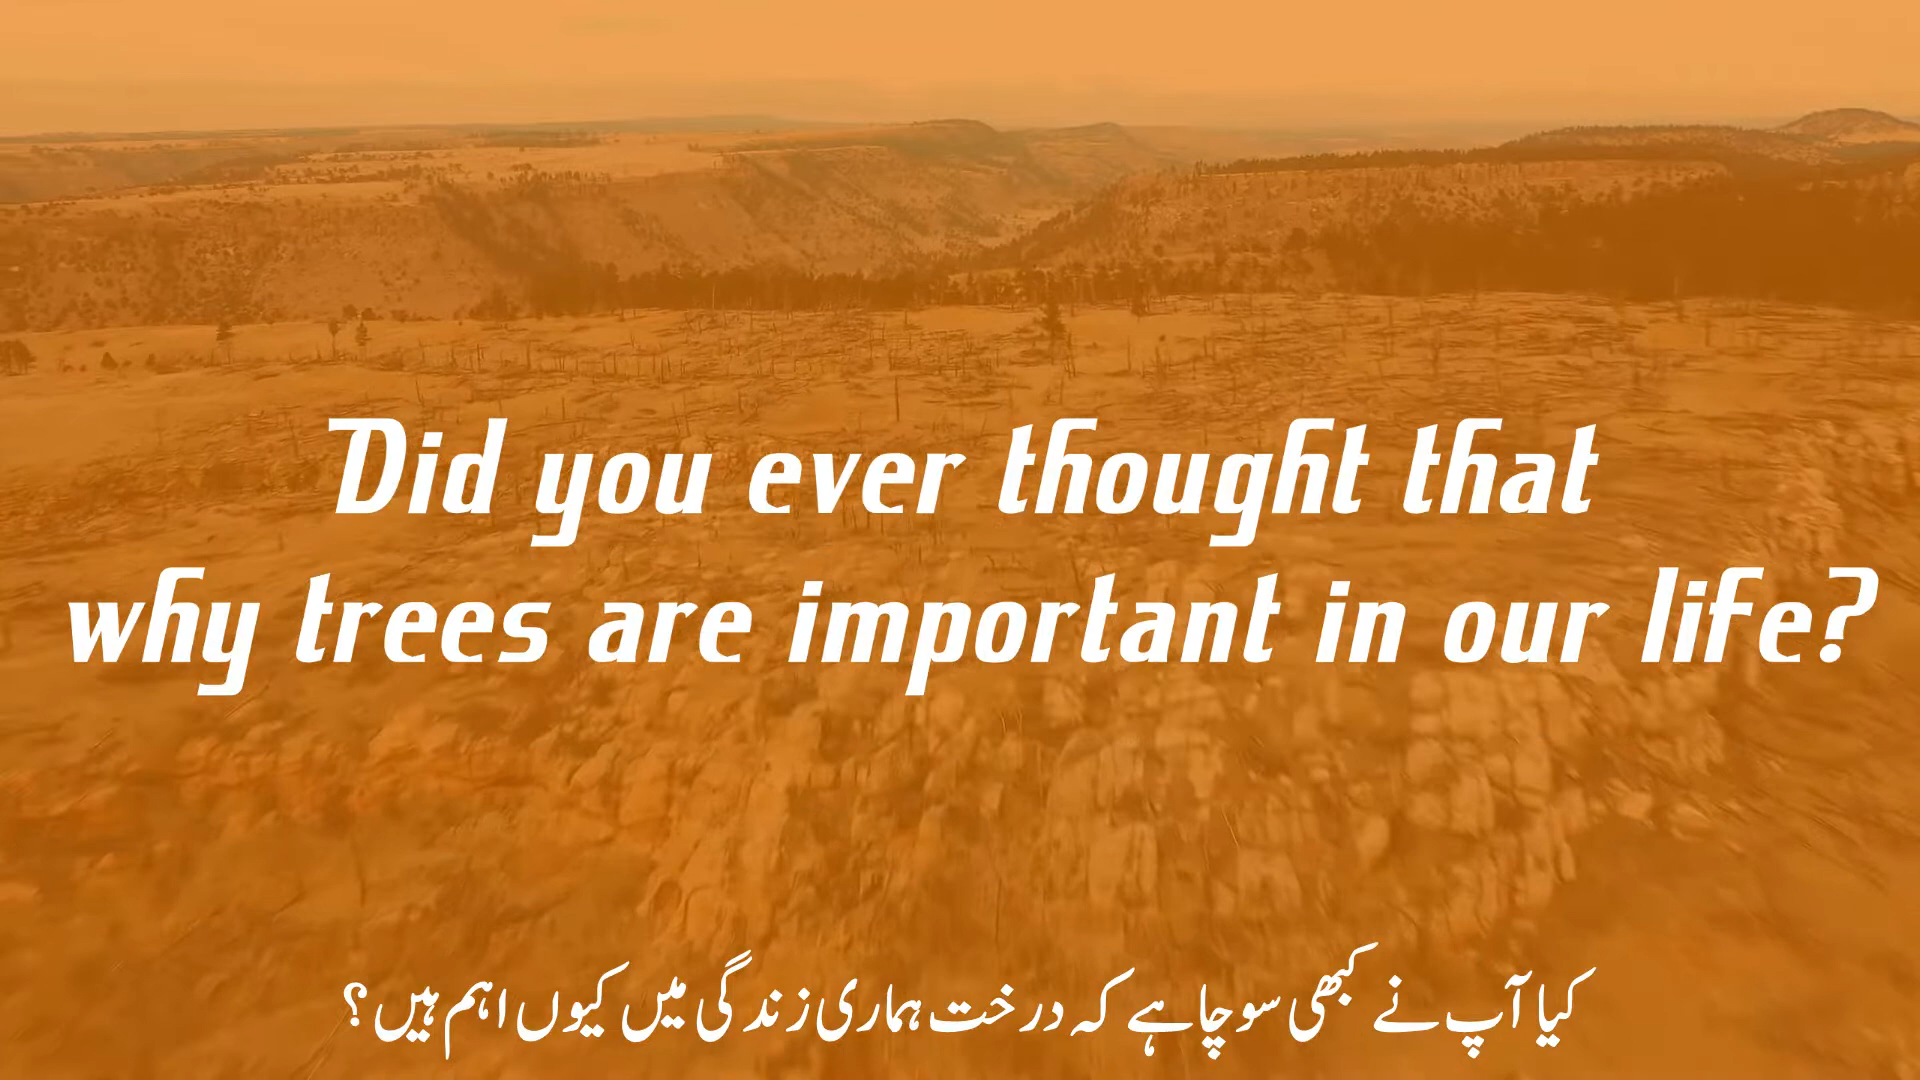 Did you ever thought that
why trees are important in our life?
کیا آپ نے کبھی سوچا ہے کہ درخت ہماری زندگی میں کیوں اہم ہیں؟